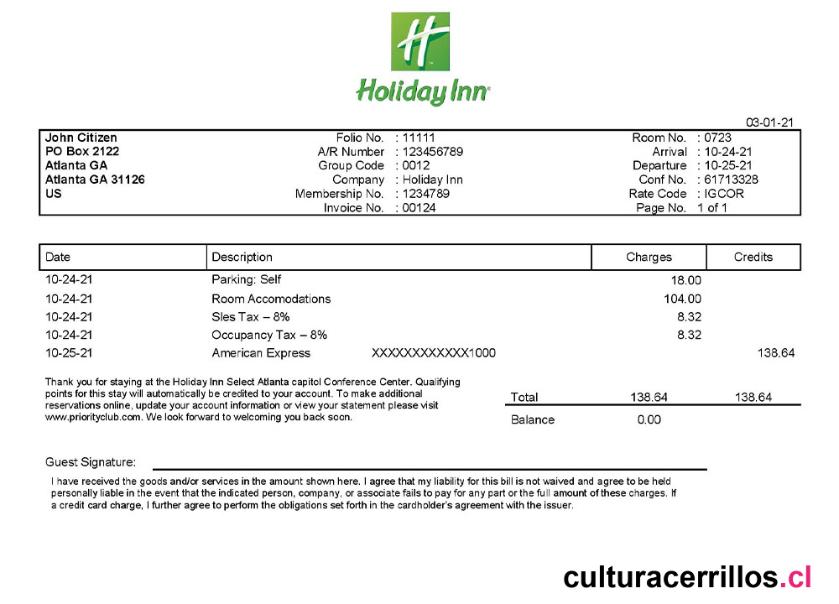 Holiday Inn
03-01-21
John Citizen Folio No. : 11111 Room No. : 0723
PO Box 2122 A/R Number : 123456789 Arrival : 10-24-21
Atlanta GA Group Code : 0012 Departure : 10-25-21
Atlanta GA 31126 Company : Holiday Inn Conf No. : 61713328
US Membership No. : 1234789 Rate Code : IGCOR
Invoice No. : 00124 Page No. 1 of 1
Date Description Charges Credits
10-24-21 Parking: Self 18.00
10-24-21 Room Accomodations 104.00
10-24-21 Sles Tax – 8% 8.32
10-24-21 Occupancy Tax – 8% 8.32
10-25-21 American Express XXXXXXXXXXXX1000 138.64
Thank you for staying at the Holiday Inn Select Atlanta capitol Conference Center. Qualifying
points for this stay will automatically be credited to your account. To make additional
reservations online, update your account information or view your statement please visit
www.priorityclub.com. We look forward to welcoming you back soon.
Total 138.64 138.64
Balance 0.00
Guest Signature:
I have received the goods and/or services in the amount shown here. I agree that my liability for this bill is not waived and agree to be held
personally liable in the event that the indicated person, company, or associate fails to pay for any part or the full amount of these charges. If
a credit card charge, I further agree to perform the obligations set forth in the cardholder's agreement with the issuer.
culturacerrillos.cl